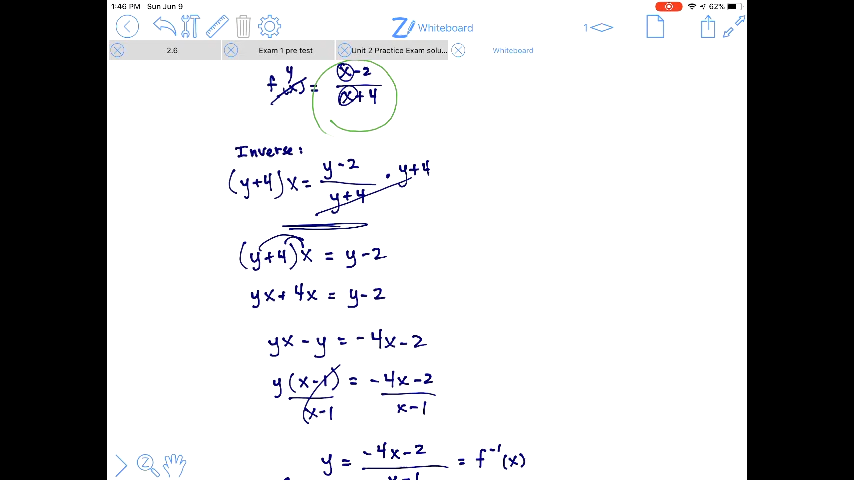 1:46 PM Sun Jun 9
62%
Whiteboard
1
2.6
Exam 1 pre test
Unit 2 Practice Exam solu...
Whiteboard
y
f(x) = x-2
x+4
Inverse:
(y+4) x = y-2 · y+4
y+4
(y+4) x = y-2
yx + 4x = y-2
yx - y = -4x-2
y (x-1) = -4x-2
x-1 x-1
y = -4x-2 = f⁻¹(x)
x-1